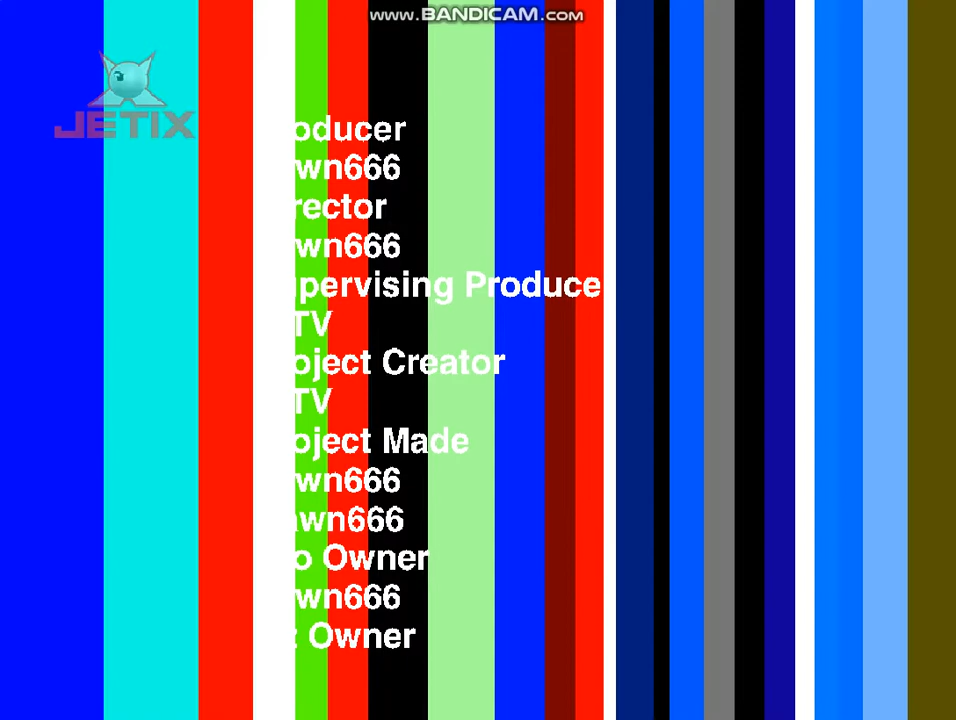 www.BANDICAM.com
JETIX
oducer
wn666
rector
wn666
pervising Produce
TV
oject Creator
TV
oject Made
wn666
wn666
o Owner
wn666
Owner